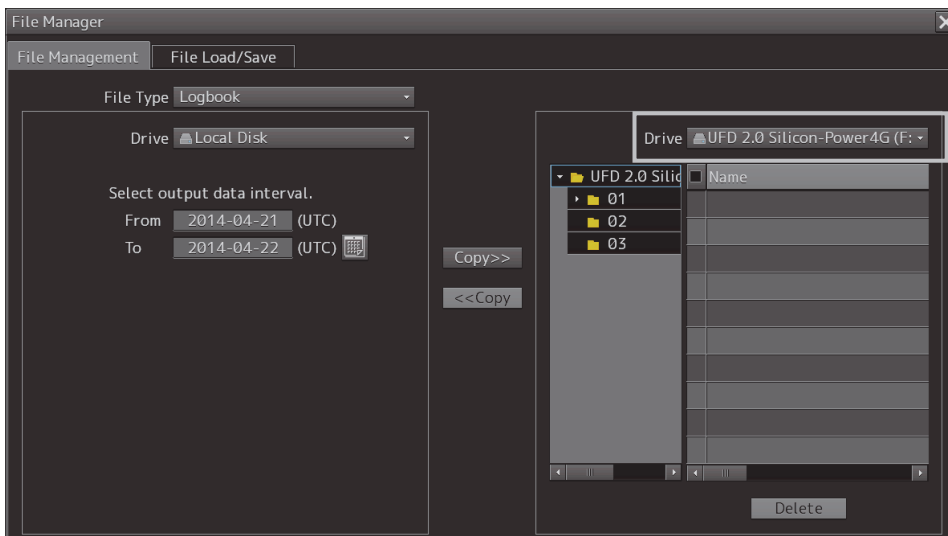 File Manager
File Management File Load/Save
File Type Logbook
Drive Local Disk
Select output data interval.
From 2014-04-21 (UTC)
To 2014-04-22 (UTC)
Copy>>
<<Copy
Drive UFD 2.0 Silicon-Power4G (F:
UFD 2.0 Silic Name
01
02
03
Delete